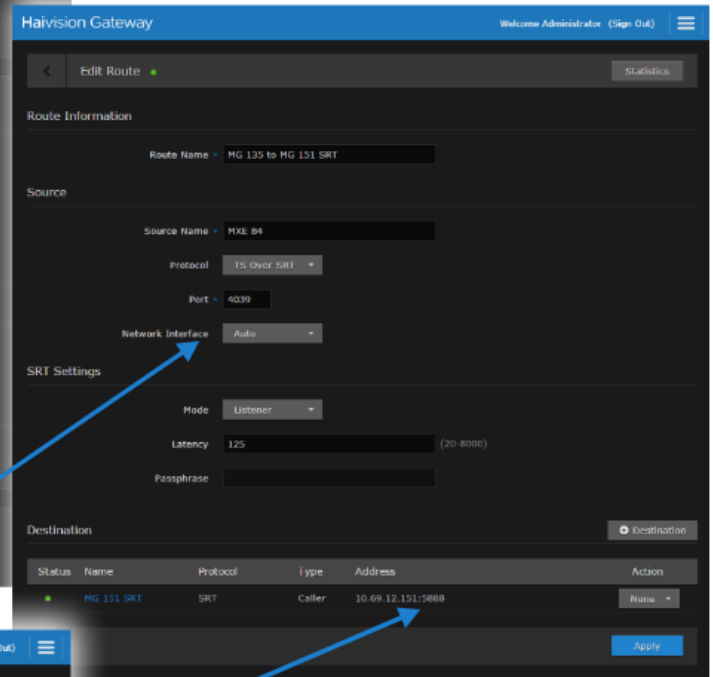 Haivision Gateway
Welcome Administrator (Sign Out)
Edit Route
Statistics
Route Information
Route Name * MG 135 to MG 151 SRT
Source
Source Name * MXE 84
Protocol TS Over SRT
Port * 4039
Network Interface Auto
SRT Settings
Mode Listener
Latency 125 (20-8000)
Passphrase
Destination
Destination
Status Name Protocol Type Address Action
MG 151 SRT SRT Caller 10.69.12.151:5888 None
Out)
Apply